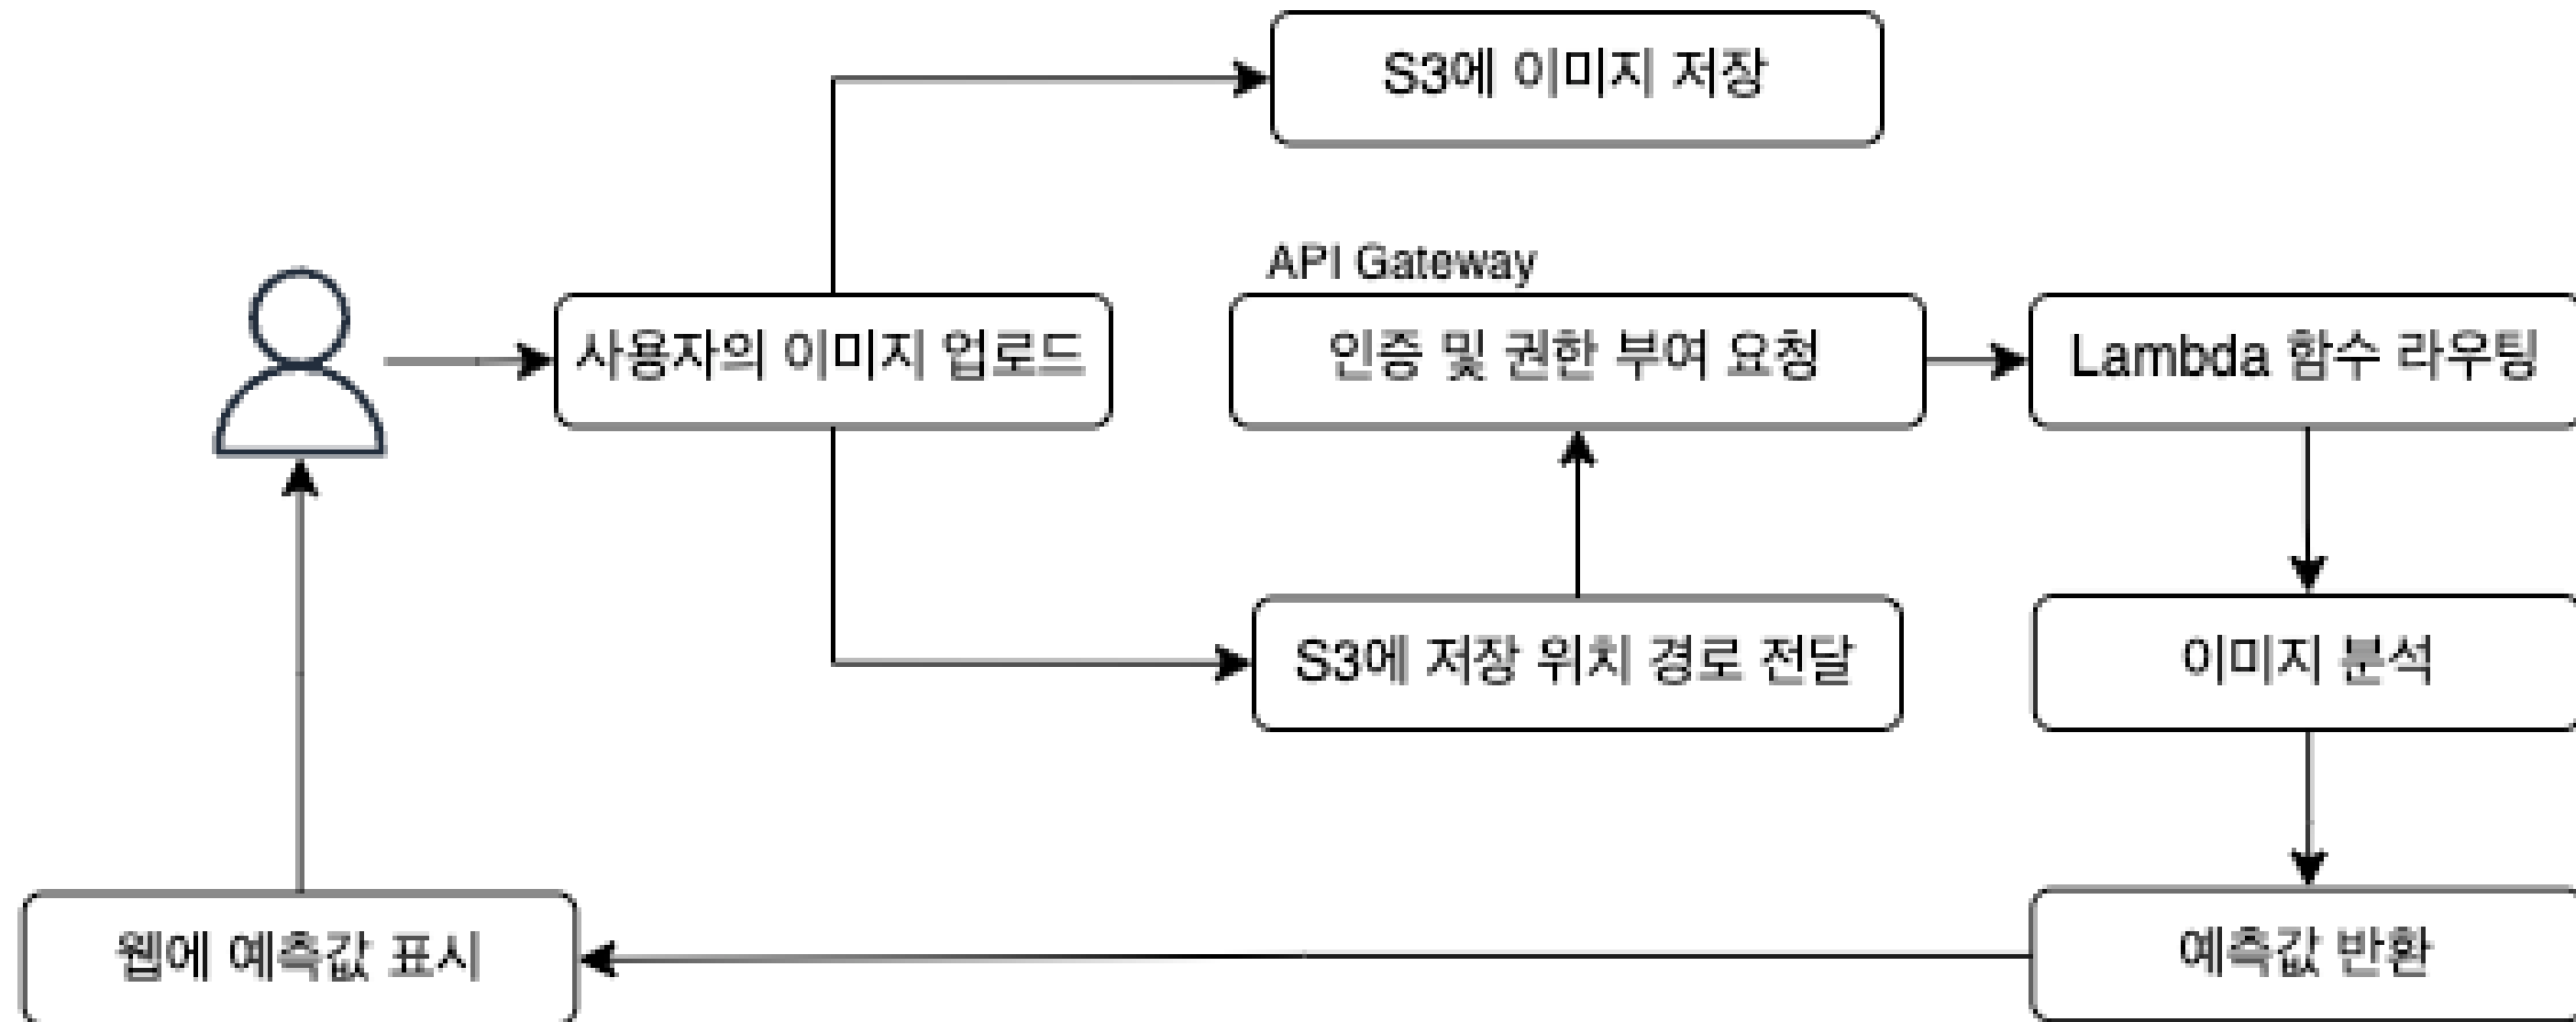 S3에 이미지 저장
API Gateway
사용자의 이미지 업로드
인증 및 권한 부여 요청
Lambda 함수 라우팅
S3에 저장 위치 경로 전달
이미지 분석
웹에 예측값 표시
예측값 반환